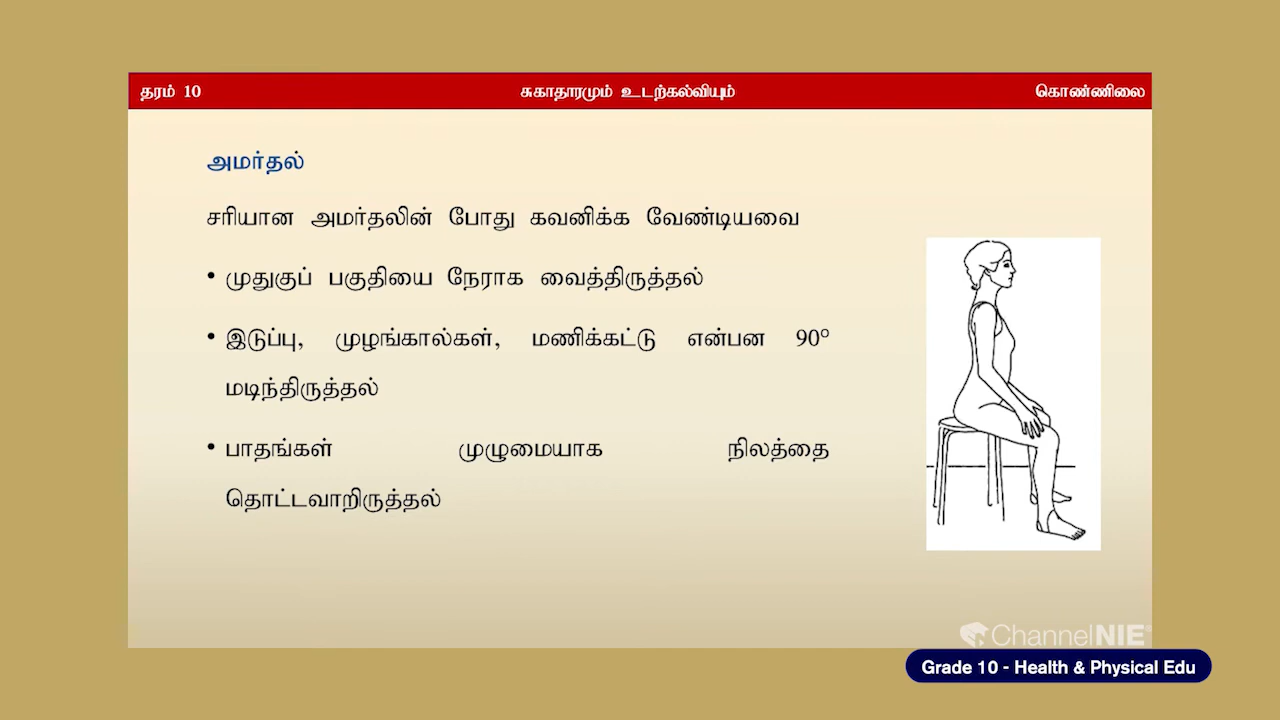 தரம் 10 சுகாதாரமும் உடற்கல்வியும் கொண்ணிலை
அமர்தல்
சரியான அமர்தலின் போது கவனிக்க வேண்டியவை
• முதுகுப் பகுதியை நேராக வைத்திருத்தல்
• இடுப்பு, முழங்கால்கள், மணிக்கட்டு என்பன 90°
மடிந்திருத்தல்
• பாதங்கள் முழுமையாக நிலத்தை
தொட்டவாறிருத்தல்
ChannelNIE
Grade 10 - Health & Physical Edu